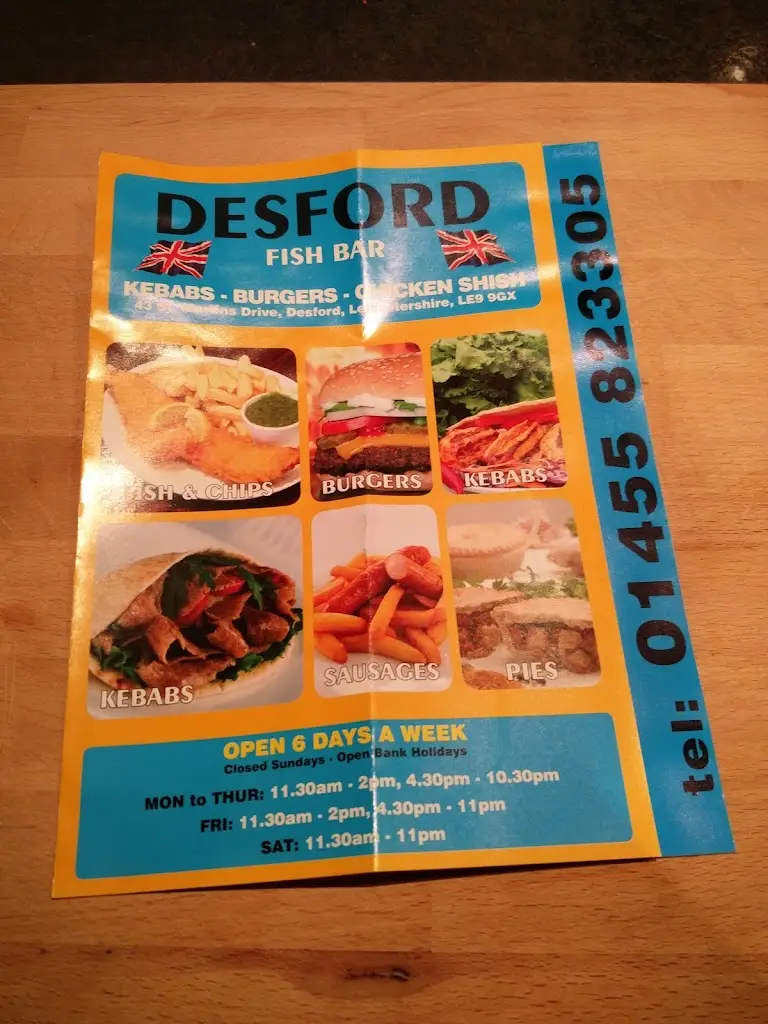 DESFORD
FISH BAR
KEBABS - BURGERS - CHICKEN SHISH
Drive, Desford, Leicestershire, LE9 9GX
FISH & CHIPS
BURGERS
KEBABS
KEBABS
SAUSAGES
PIES
OPEN 6 DAYS A WEEK
Closed Sundays - Open Bank Holidays
MON to THUR: 11.30am - 2pm, 4.30pm - 10.30pm
FRI: 11.30am - 2pm, 4.30pm - 11pm
SAT: 11.30am - 11pm
tel: 01455 823305